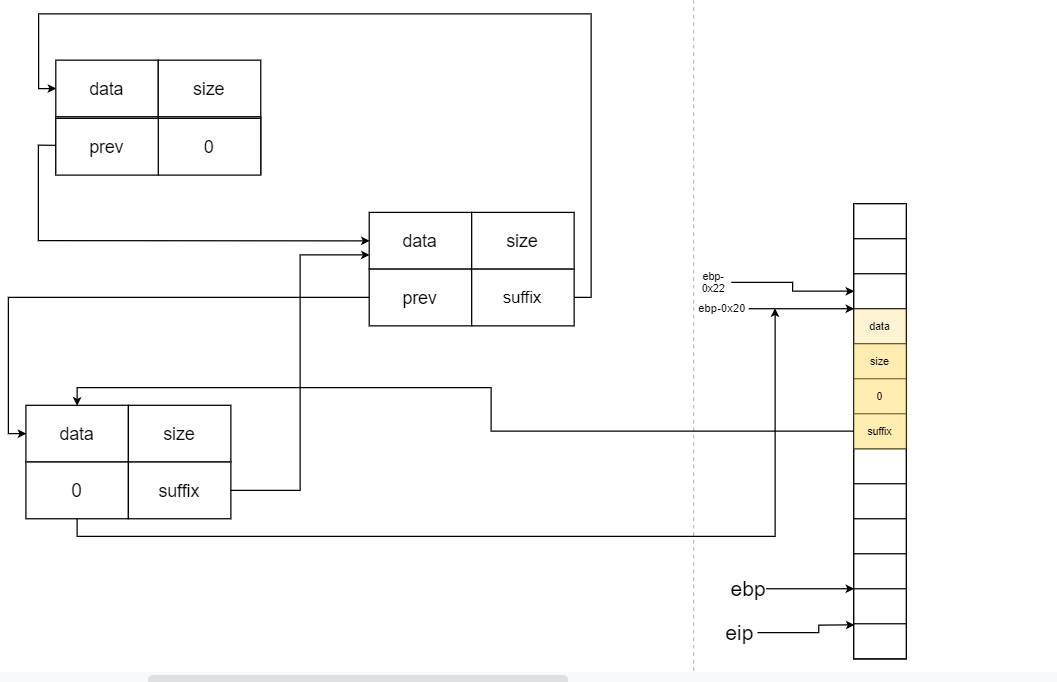 data size
prev 0
data size
prev suffix
data size
0 suffix
ebp-
0x22
ebp-0x20
data
size
0
suffix
ebp
eip